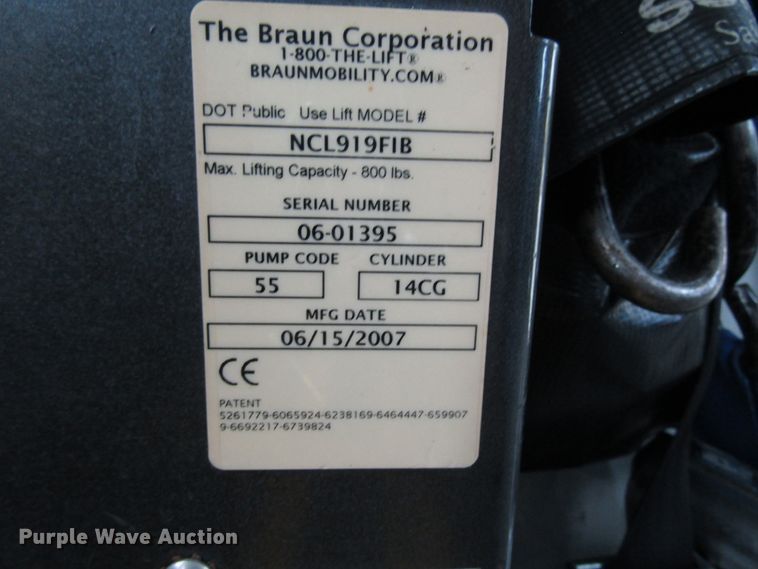 The Braun Corporation
1-800-THE-LIFT®
BRAUNMOBILITY.COM®
DOT Public Use Lift MODEL #
NCL919FIB
Max. Lifting Capacity - 800 lbs.
SERIAL NUMBER
06-01395
PUMP CODE CYLINDER
55 14CG
MFG DATE
06/15/2007
CE
PATENT
5261779-6065924-6238169-6464447-659907
9-6692217-6739824
Purple Wave Auction